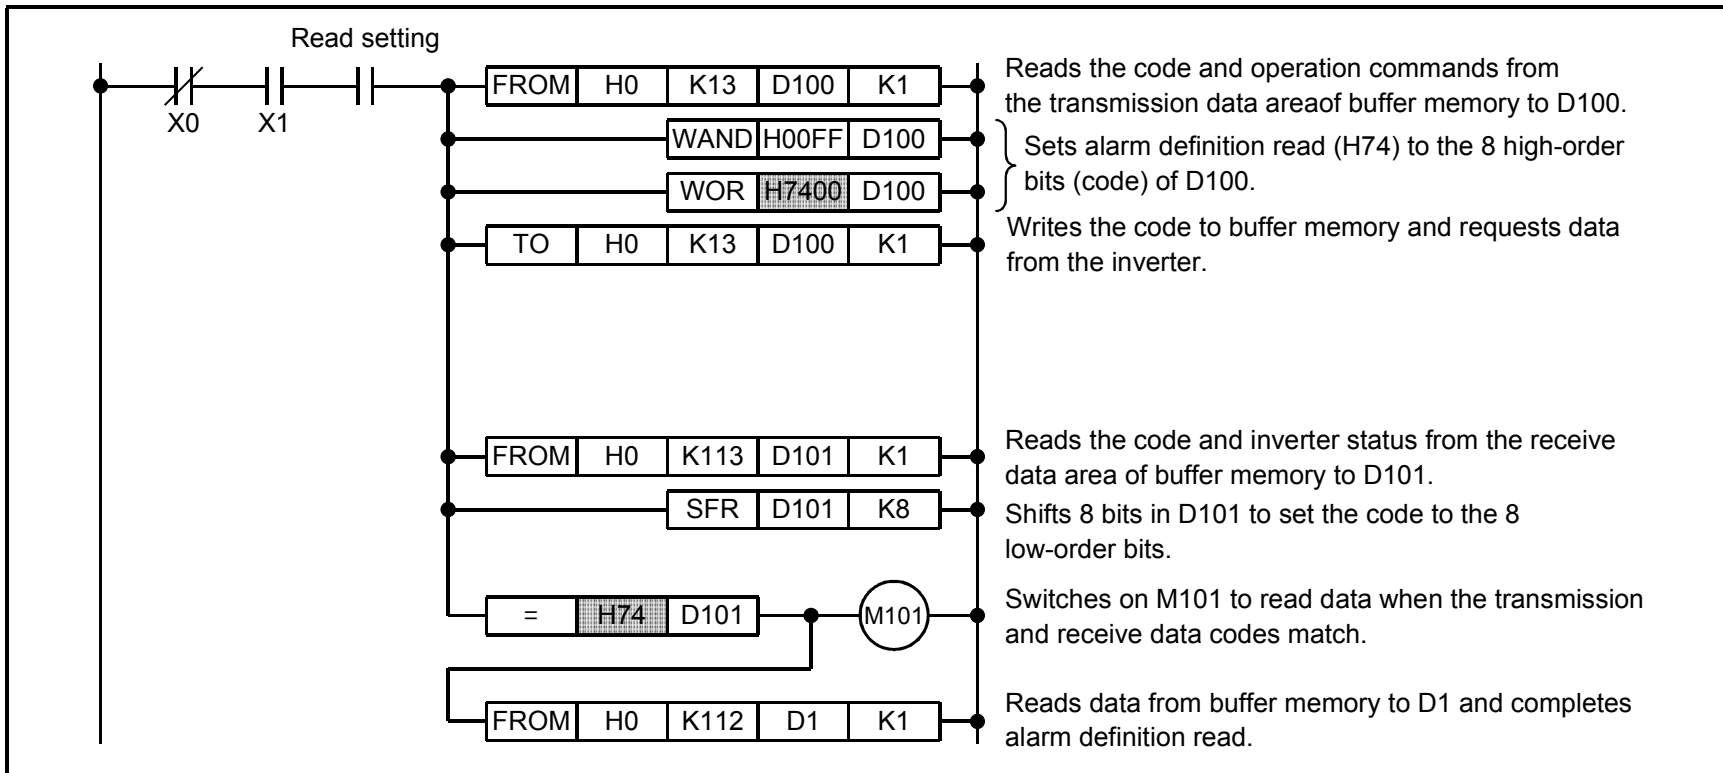 Read setting
X0 X1
FROM H0 K13 D100 K1
Reads the code and operation commands from
the transmission data areaof buffer memory to D100.
WAND H00FF D100
WOR H7400 D100
Sets alarm definition read (H74) to the 8 high-order
bits (code) of D100.
TO H0 K13 D100 K1
Writes the code to buffer memory and requests data
from the inverter.
FROM H0 K113 D101 K1
Reads the code and inverter status from the receive
data area of buffer memory to D101.
SFR D101 K8
Shifts 8 bits in D101 to set the code to the 8
low-order bits.
= H74 D101 M101
Switches on M101 to read data when the transmission
and receive data codes match.
FROM H0 K112 D1 K1
Reads data from buffer memory to D1 and completes
alarm definition read.